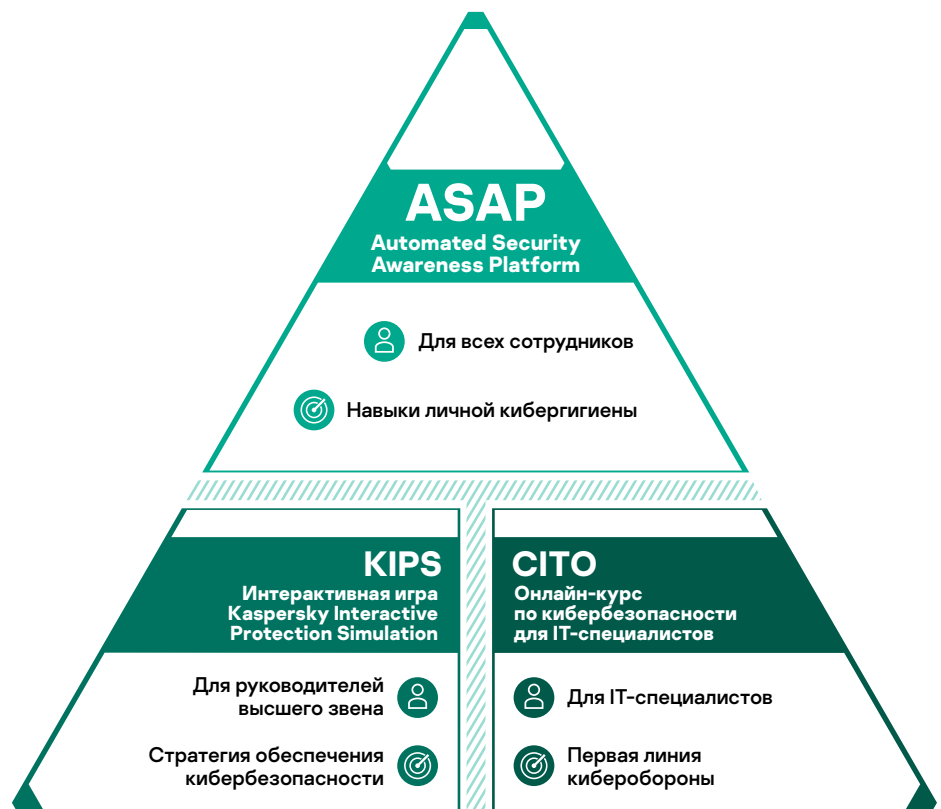 ASAP
Automated Security
Awareness Platform
Для всех сотрудников
Навыки личной кибергигиены
KIPS
Интерактивная игра
Kaspersky Interactive
Protection Simulation
Для руководителей
высшего звена
Стратегия обеспечения
кибербезопасности
CITO
Онлайн-курс
по кибербезопасности
для IT-специалистов
Для IT-специалистов
Первая линия
киберобороны